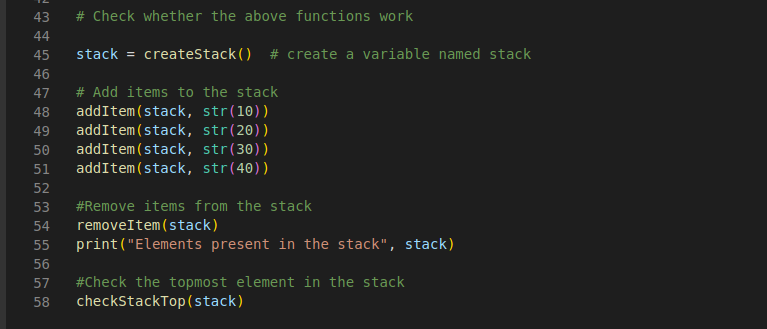 43 # Check whether the above functions work
44
45 stack = createStack()  # create a variable named stack
46
47 # Add items to the stack
48 addItem(stack, str(10))
49 addItem(stack, str(20))
50 addItem(stack, str(30))
51 addItem(stack, str(40))
52
53 #Remove items from the stack
54 removeItem(stack)
55 print("Elements present in the stack", stack)
56
57 #Check the topmost element in the stack
58 checkStackTop(stack)